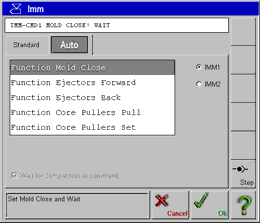 Imm
IMM-CMD1 MOLD CLOSE! WAIT
Standard
Auto
Function Mold Close
Function Ejectors Forward
Function Ejectors Back
Function Core Pullers Pull
Function Core Pullers Set
IMM1
IMM2
Wait for completion of command
Step
Set Mold Close and Wait
Cancel
Ok